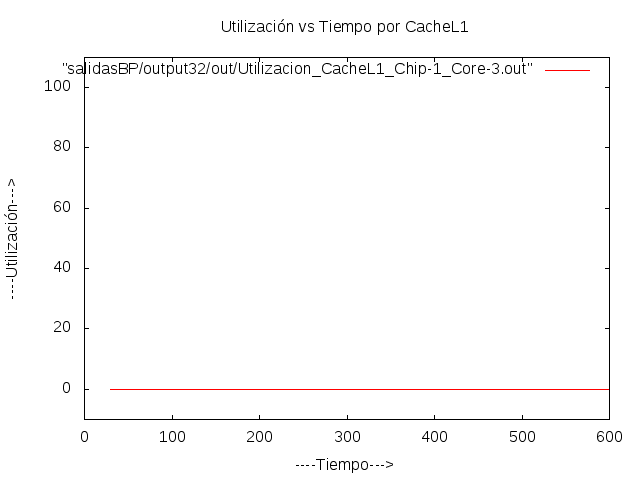 Utilización vs Tiempo por CacheL1
"salidasBP/output32/out/Utilizacion_CacheL1_Chip-1_Core-3.out"
100
80
60
40
20
0
----Utilización--->
0 100 200 300 400 500 600
----Tiempo--->